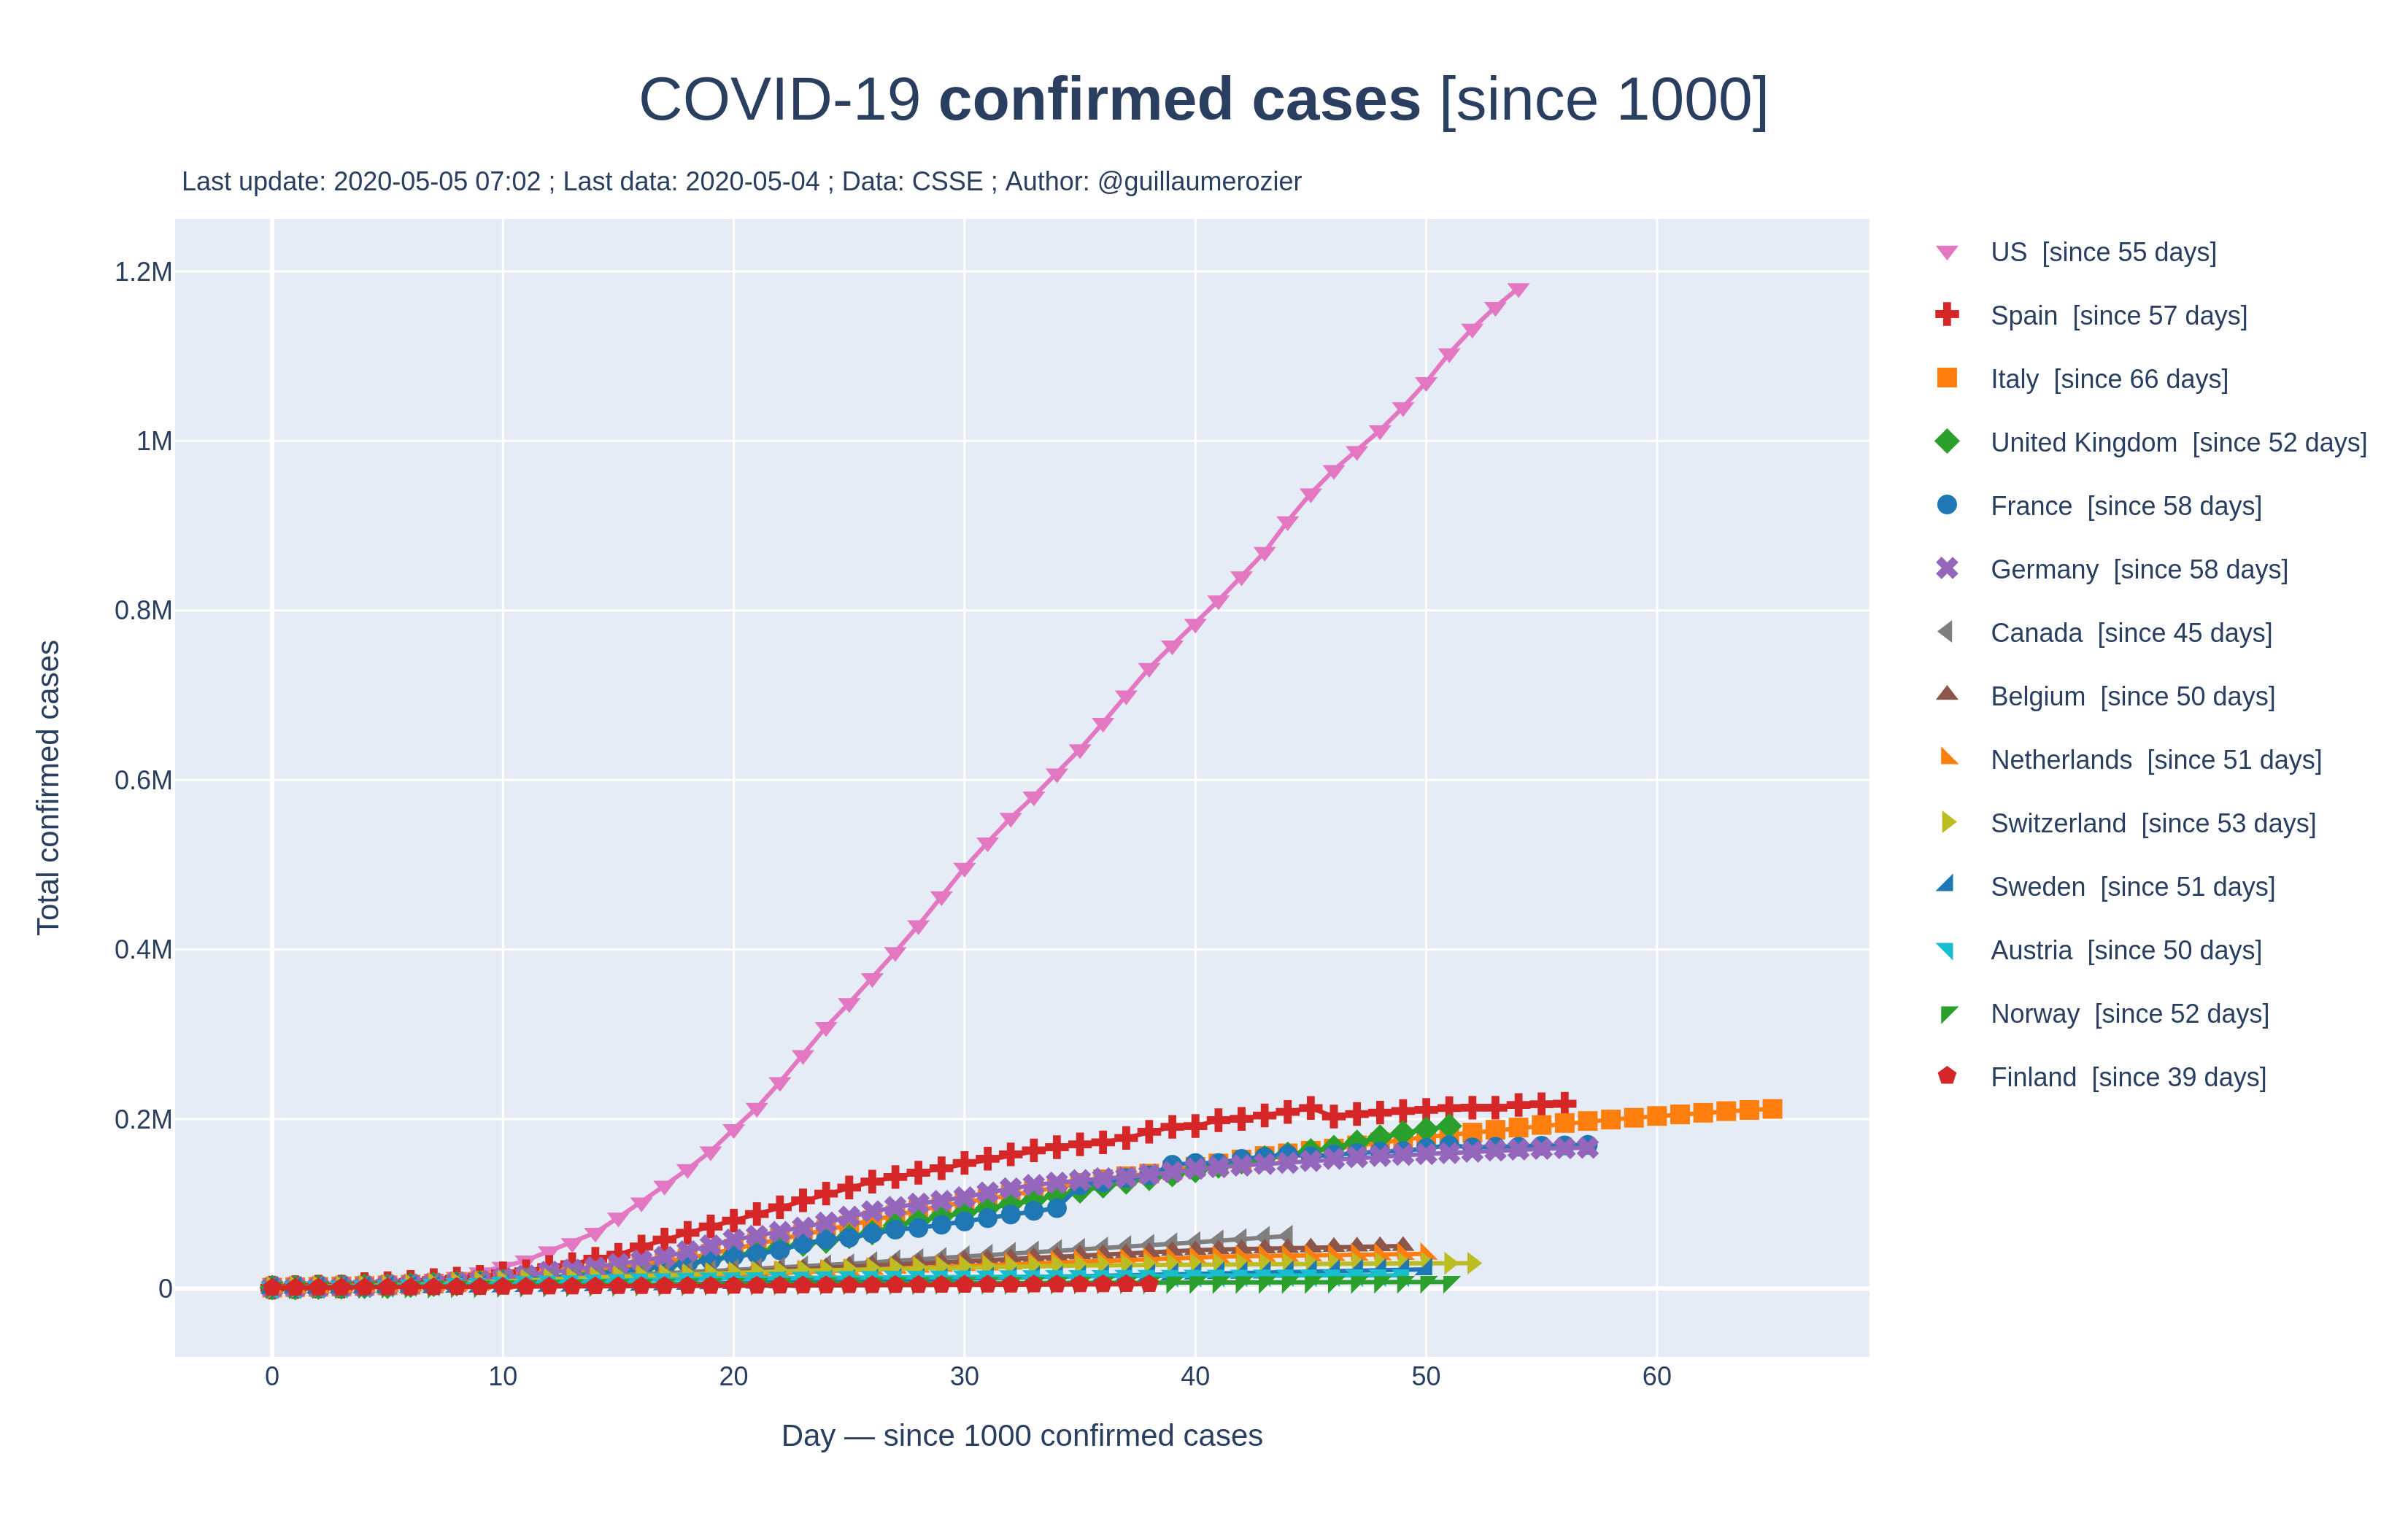 COVID-19 confirmed cases [since 1000]
Last update: 2020-05-05 07:02 ; Last data: 2020-05-04 ; Data: CSSE ; Author: @guillaumerozier
Total confirmed cases
1.2M
1M
0.8M
0.6M
0.4M
0.2M
0
0 10 20 30 40 50 60
Day — since 1000 confirmed cases
US [since 55 days]
Spain [since 57 days]
Italy [since 66 days]
United Kingdom [since 52 days]
France [since 58 days]
Germany [since 58 days]
Canada [since 45 days]
Belgium [since 50 days]
Netherlands [since 51 days]
Switzerland [since 53 days]
Sweden [since 51 days]
Austria [since 50 days]
Norway [since 52 days]
Finland [since 39 days]